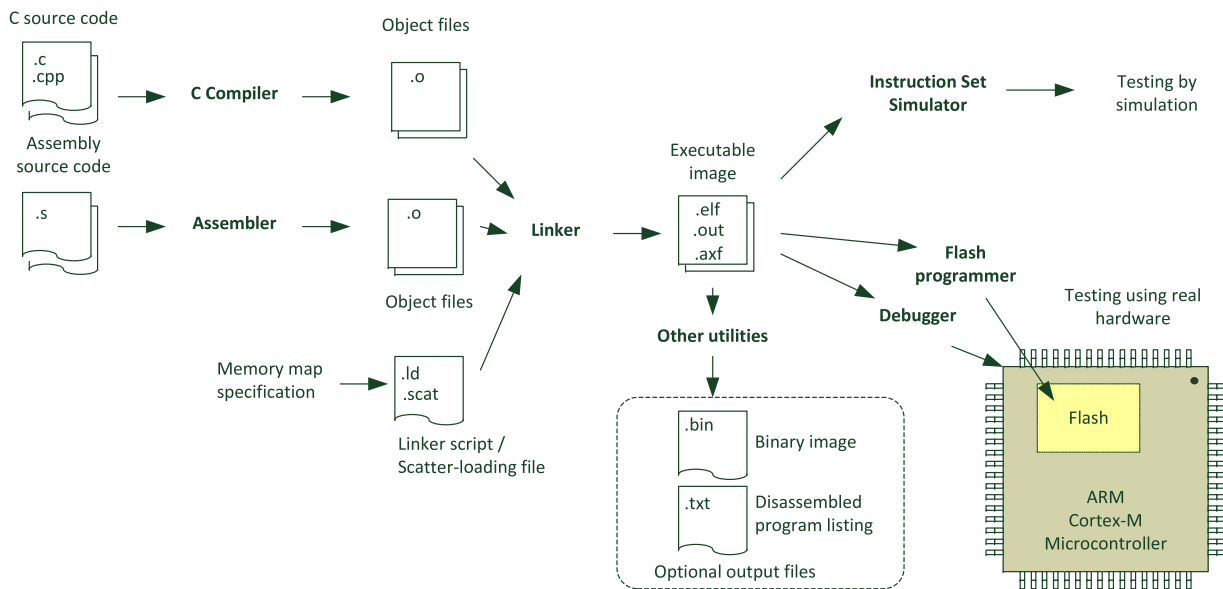 C source code
.c
.cpp
C Compiler
Object files
.o
Assembly
source code
.s
Assembler
.o
Object files
Linker
Memory map
specification
.ld
.scat
Linker script /
Scatter-loading file
Executable
image
.elf
.out
.axf
Other utilities
.bin
Binary image
.txt
Disassembled
program listing
Optional output files
Instruction Set
Simulator
Testing by
simulation
Flash
programmer
Debugger
Testing using real
hardware
Flash
ARM
Cortex-M
Microcontroller